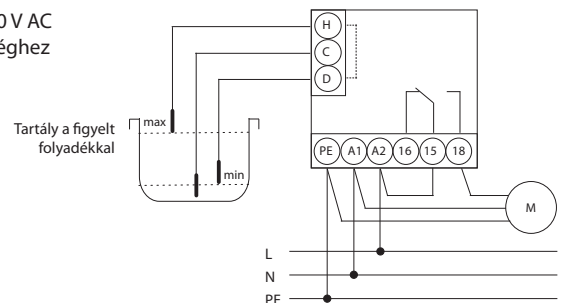 0 V AC
éghez
H
C
D
max
Tartály a figyelt
folyadékkal
min
PE A1 A2 16 15 18
M
L
N
PE